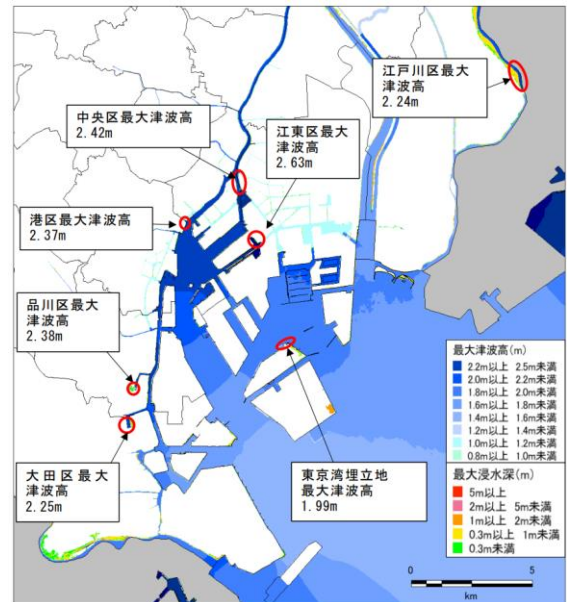 江戸川区最大
津波高
2.24m
中央区最大津波高
2.42m
江東区最大
津波高
2.63m
港区最大津波高
2.37m
品川区最大
津波高
2.38m
大田区最大
津波高
2.25m
東京湾埋立地
最大津波高
1.99m
最大津波高(m)
2.2m以上 2.5m未満
2.0m以上 2.2m未満
1.8m以上 2.0m未満
1.6m以上 1.8m未満
1.4m以上 1.6m未満
1.2m以上 1.4m未満
1.0m以上 1.2m未満
0.8m以上 1.0m未満
最大浸水深(m)
5m以上
2m以上 5m未満
1m以上 2m未満
0.3m以上 1m未満
0.3m未満
0 5
km